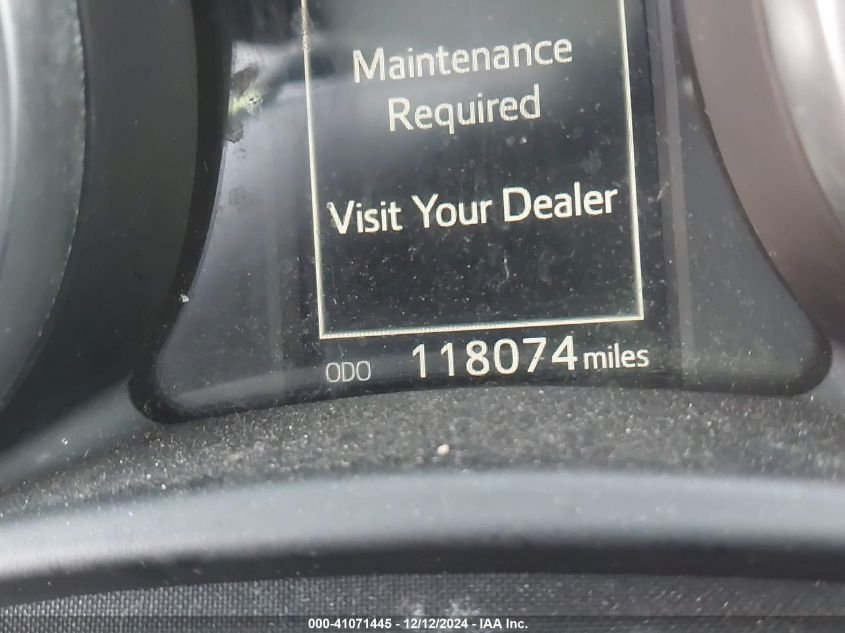 Maintenance
Required
Visit Your Dealer
ODO 118074 miles
000-41071445 - 12/12/2024 - IAA Inc.